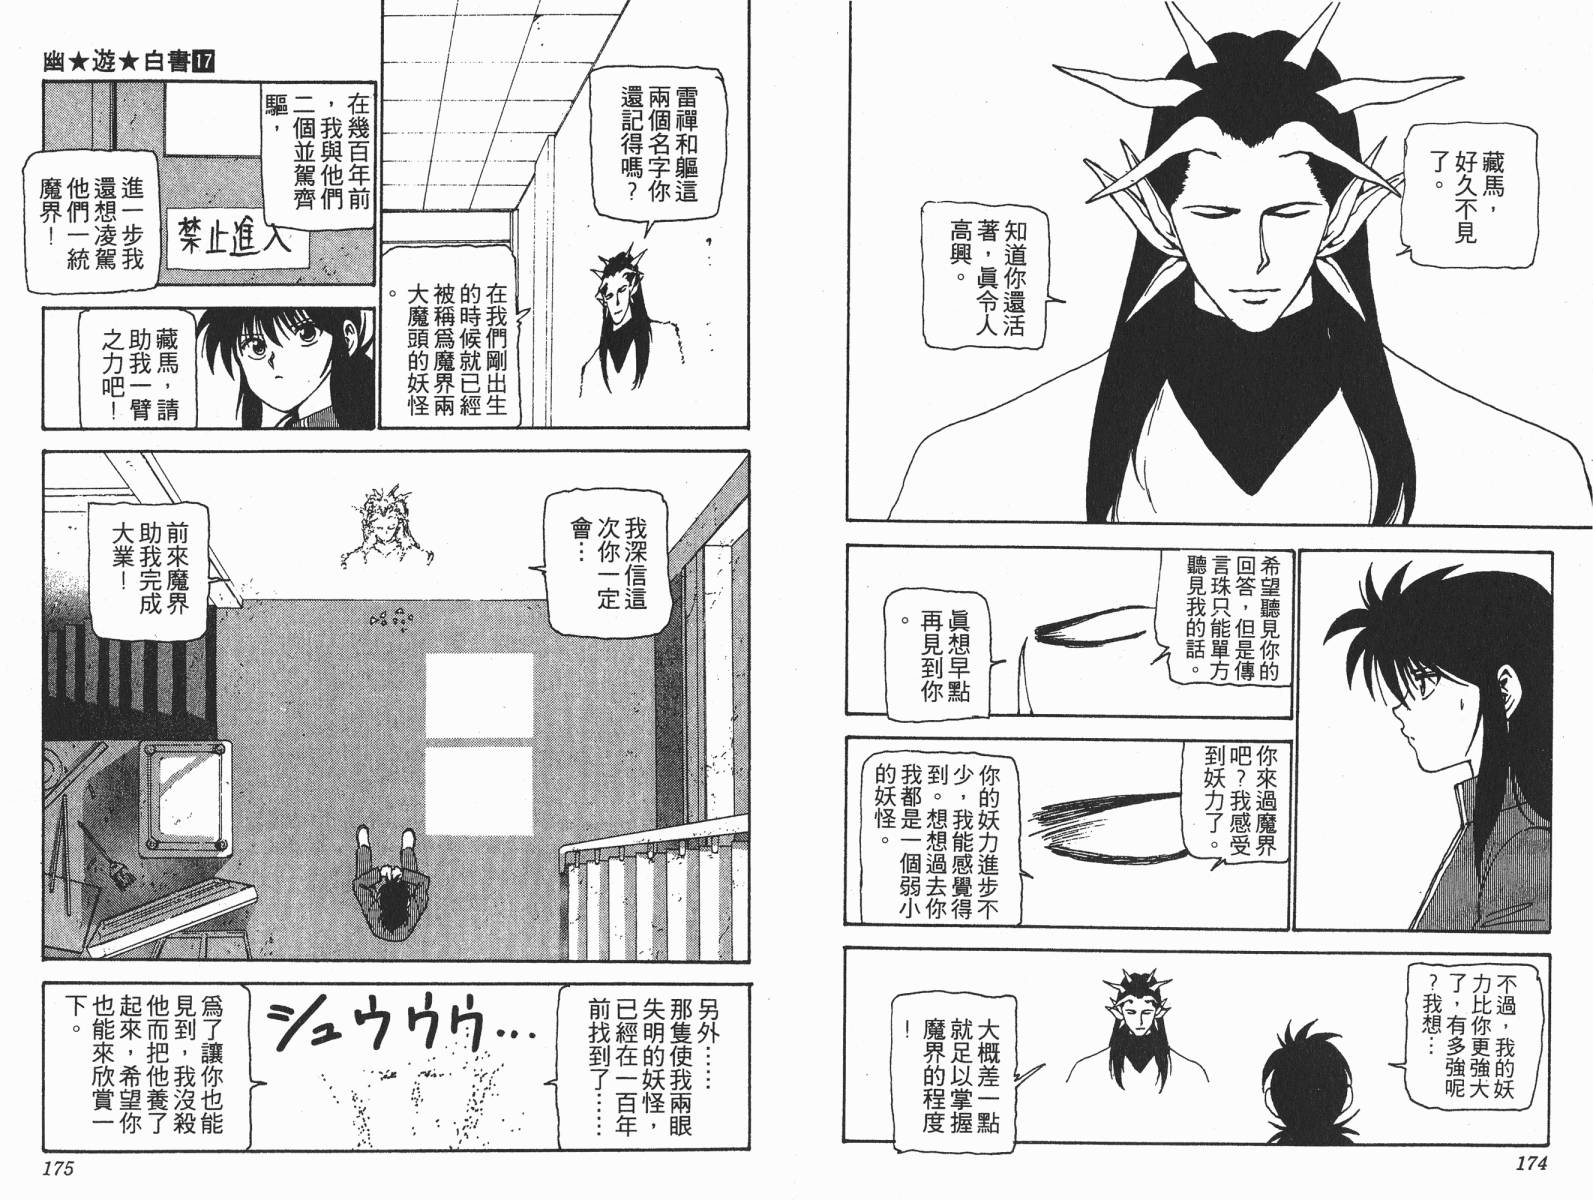 藏馬，
好久不見
了。
知道你還活
著，眞令人
高興。
希望聽見你的
回答，但是傳
言珠只能單方
聽見我的話。
眞想早點
再見到你
。
你來過魔界
吧？我感受
到妖力了。
你的妖力進步不
少，我能感覺得
到。想想過去你
我都是一個弱小
的妖怪。
不過，我的妖
力比你更強大
了，有多強呢
？我想…
大概差一點
就足以掌握
魔界的程度
！
174
幽★遊★白書17
雷禪和軀這
兩個名字你
還記得嗎？
在我們剛出生
的時候就已經
被稱爲魔界兩
大魔頭的妖怪
。
在幾百年前
，我與他們
二個並駕齊
驅，
進一步我
還想凌駕
他們一統
魔界！
禁止進入
藏馬，請
助我一臂
之力吧！
我深信這
次你一定
會…
前來魔界
助我完成
大業！
另外……
那隻使我兩眼
失明的妖怪，
已經在一百年
前找到了……
シュウウウ…
爲了讓你也能
見到，我沒殺
他而把他養了
起來，希望你
也能來欣賞一
下。
175